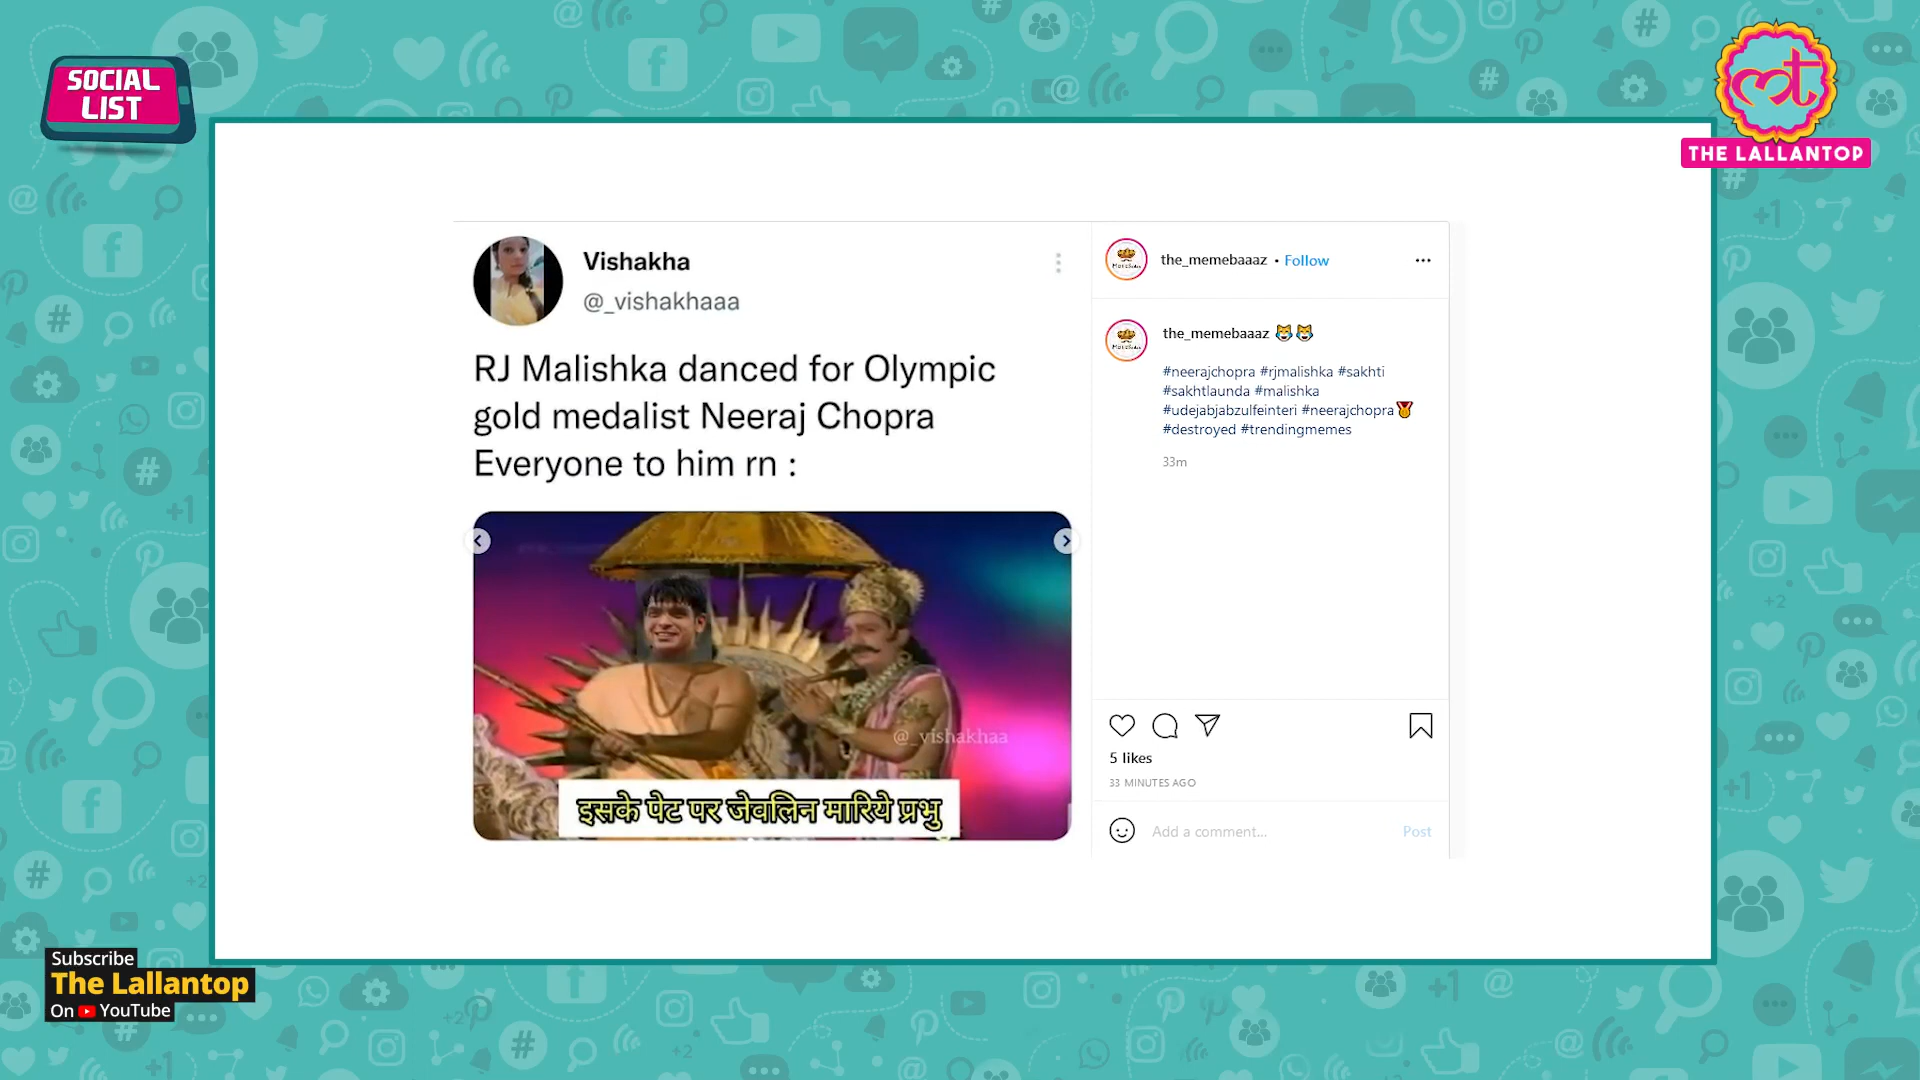 SOCIAL
LIST
THE LALLANTOP
Vishakha
@_vishakhaaa
RJ Malishka danced for Olympic
gold medalist Neeraj Chopra
Everyone to him rn :
@_vishakhaa
इसके पेट पर जेवलिन मारिये प्रभु
the_memebaaaz • Follow
the_memebaaaz
#neerajchopra #rjmalishka #sakhti
#sakhtlaunda #malishka
#udejabjabzulfeinteri #neerajchopra
#destroyed #trendingmemes
33m
5 likes
33 MINUTES AGO
Add a comment...
Post
Subscribe
The Lallantop
On YouTube